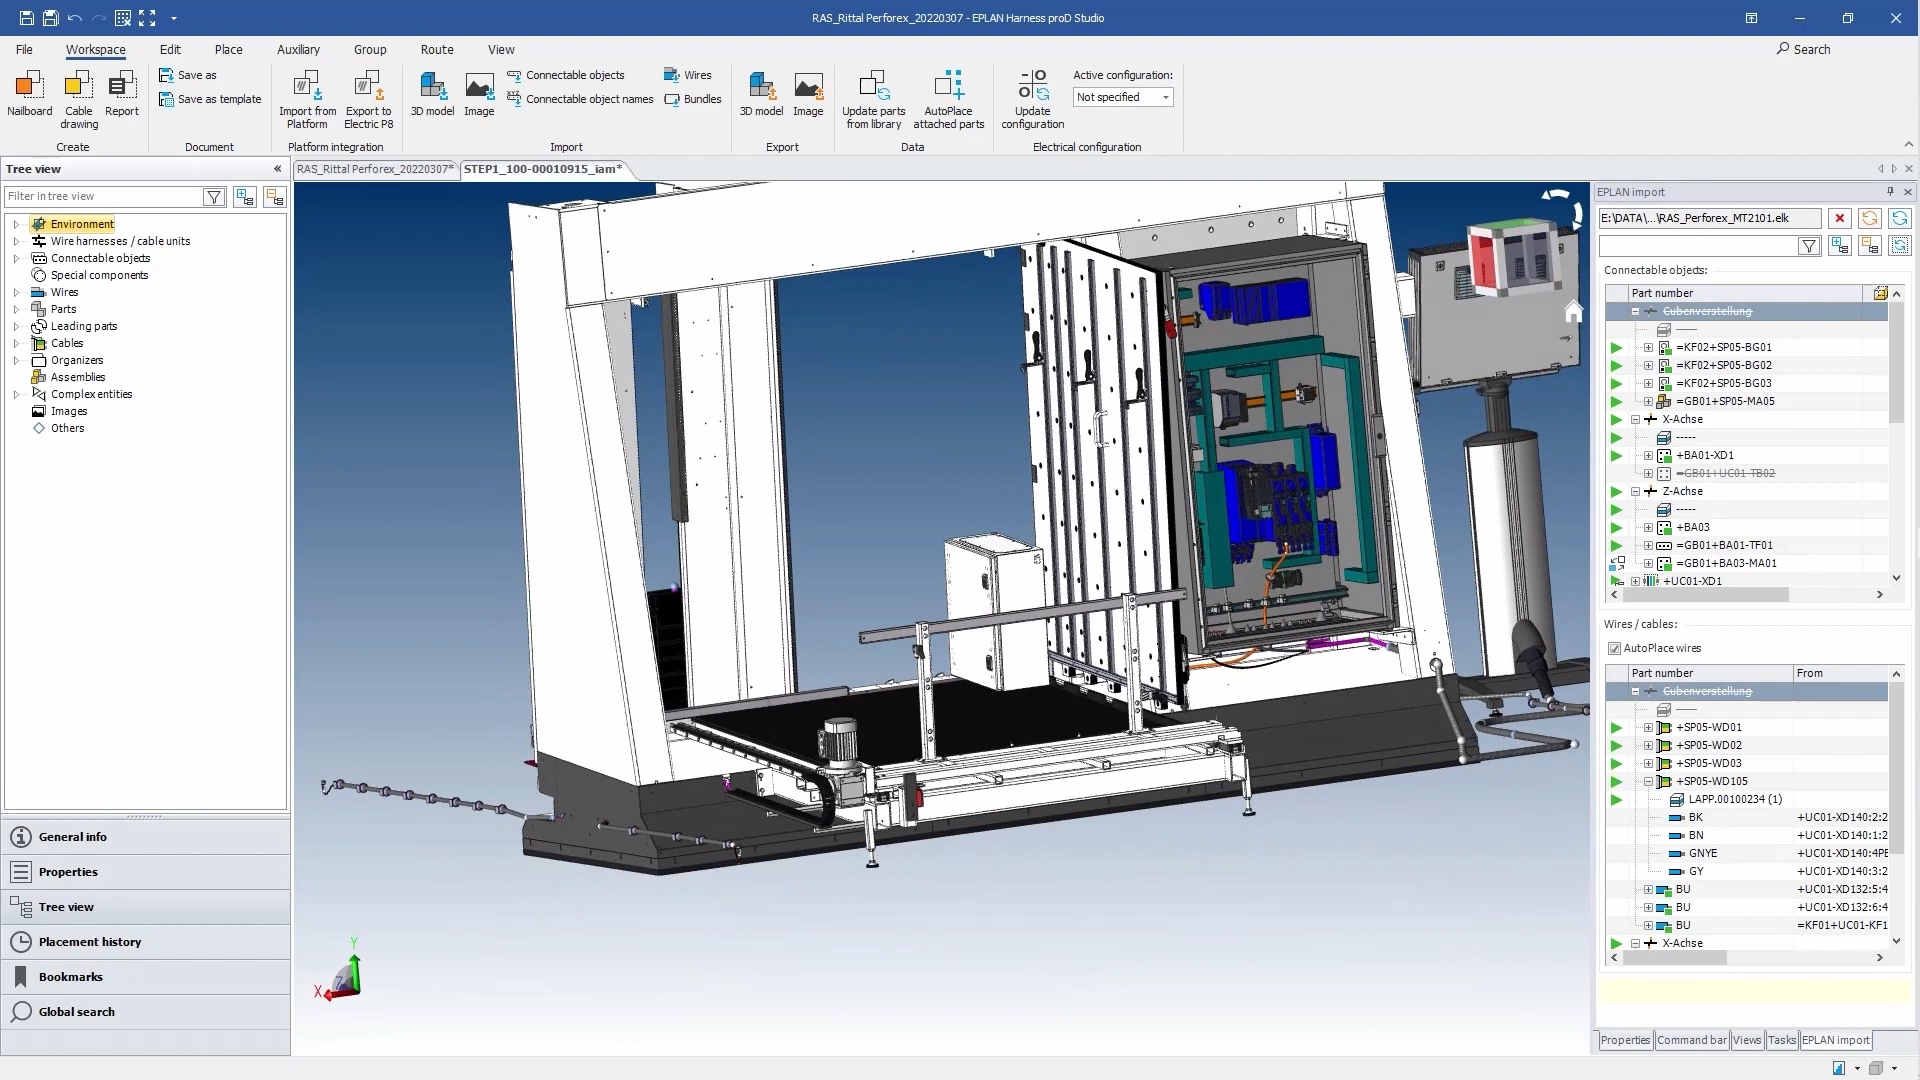 RAS_Rittal Perforex_20220307 - EPLAN Harness proD Studio
File Workspace Edit Place Auxiliary Group Route View Search
Nailboard
Cable drawing
Report
Create
Save as
Save as template
Document
Import from Platform
Export to Electric P8
Platform integration
3D model
Image
Connectable objects
Connectable object names
Wires
Bundles
Import
3D model
Image
Export
Update parts from library
AutoPlace attached parts
Data
Update configuration
Active configuration:
Not specified
Electrical configuration
Tree view
Filter in tree view
Environment
Wire harnesses / cable units
Connectable objects
Special components
Wires
Parts
Leading parts
Cables
Organizers
Assemblies
Complex entities
Images
Others
General info
Properties
Tree view
Placement history
Bookmarks
Global search
RAS_Rittal Perforex_20220307*
STEP1_100-00010915_iam*
Y
Z
X
EPLAN import
E:\DATA\...\RAS_Perforex_MT2101.elk
Connectable objects:
Part number
Cubenverstellung
=KF02+SP05-BG01
=KF02+SP05-BG02
=KF02+SP05-BG03
=GB01+SP05-MA05
X-Achse
-----
+BA01-XD1
=GB01+UC01-TB02
Z-Achse
-----
+BA03
=GB01+BA01-TF01
=GB01+BA03-MA01
+UC01-XD1
Wires / cables:
AutoPlace wires
Part number From
Cubenverstellung
+SP05-WD01
+SP05-WD02
+SP05-WD03
+SP05-WD105
LAPP.00100234 (1)
BK +UC01-XD140:2:2
BN +UC01-XD140:1:2
GNYE +UC01-XD140:4PE
GY +UC01-XD140:3:2
BU +UC01-XD132:5:4
BU +UC01-XD132:6:4
BU =KF01+UC01-KF1
X-Achse
Properties Command bar Views Tasks EPLAN import